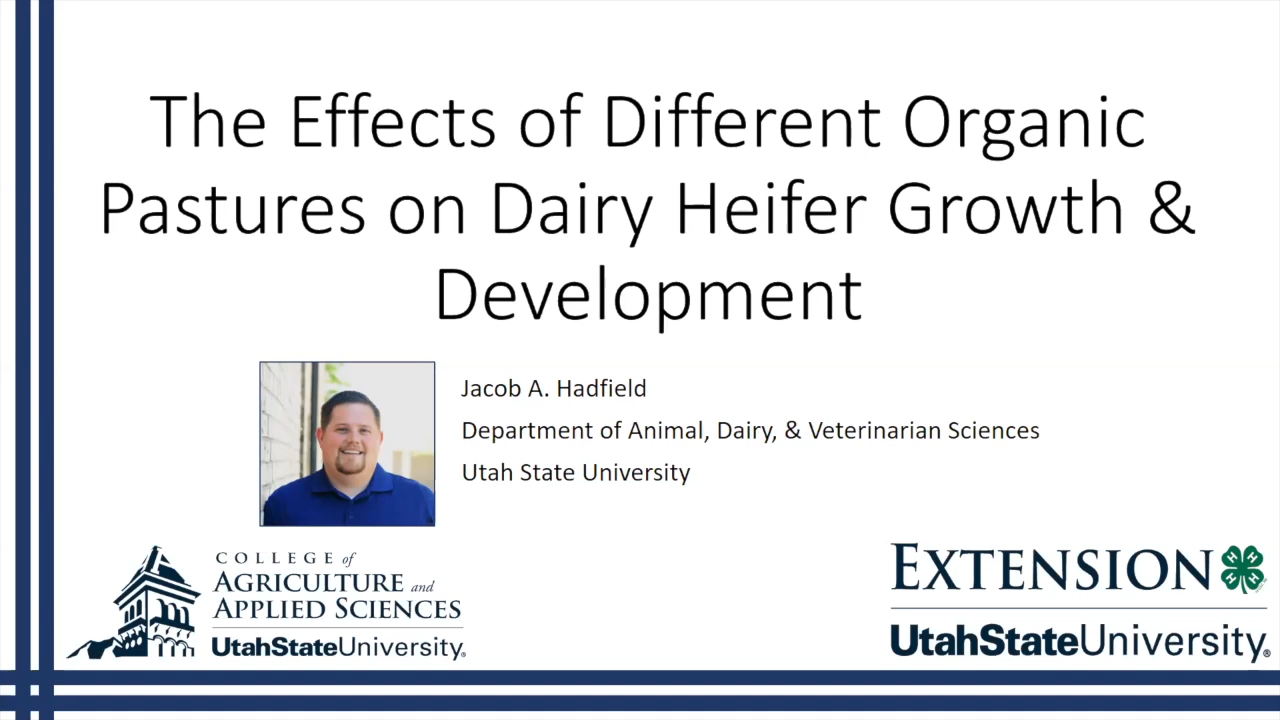 The Effects of Different Organic
Pastures on Dairy Heifer Growth &
Development
Jacob A. Hadfield
Department of Animal, Dairy, & Veterinarian Sciences
Utah State University
COLLEGE of
AGRICULTURE and
APPLIED SCIENCES
UtahStateUniversity®
EXTENSION
H H
H H
UtahStateUniversity®